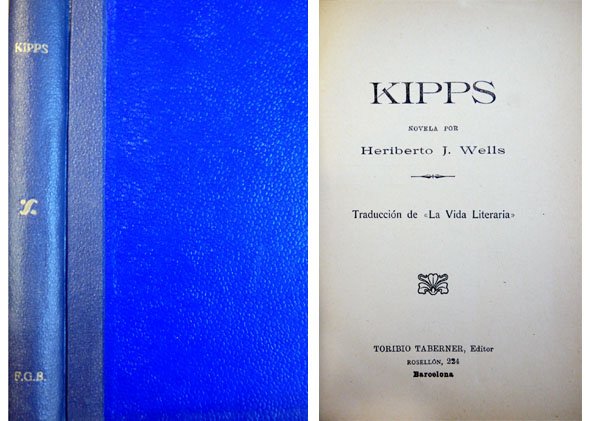 KIPPS
F.G.B.
KIPPS
NOVELA POR
Heriberto J. Wells
Traducción de «La Vida Literaria»
TORIBIO TABERNER, Editor
ROSELLÓN, 224
Barcelona